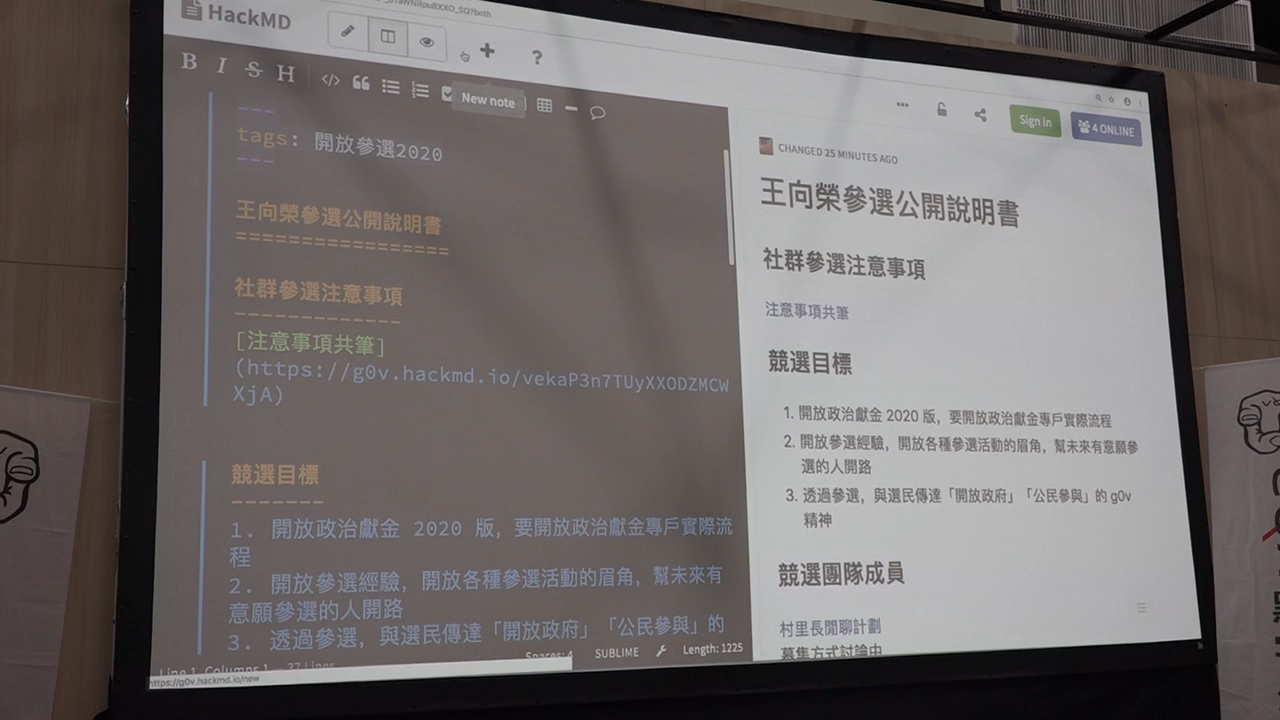 HackMD
?
B I S H
New note
---
tags: 開放參選2020
---
王向榮參選公開說明書
================
社群參選注意事項
------------
[注意事項共筆]
(https://g0v.hackmd.io/vekaP3n7TUyXXODZMCW
XjA)
競選目標
-------
1. 開放政治獻金 2020 版，要開放政治獻金專戶實際流
程
2. 開放參選經驗，開放各種參選活動的眉角，幫未來有
意願參選的人開路
3. 透過參選，與選民傳達「開放政府」「公民參與」的
Line 1, Columns 1 — 37 Lines
Spaces: 4
SUBLIME
Length: 1225
https://g0v.hackmd.io/new
Sign in
4 ONLINE
CHANGED 25 MINUTES AGO
王向榮參選公開說明書
社群參選注意事項
注意事項共筆
競選目標
1. 開放政治獻金 2020 版，要開放政治獻金專戶實際流程
2. 開放參選經驗，開放各種參選活動的眉角，幫未來有意願參
選的人開路
3. 透過參選，與選民傳達「開放政府」「公民參與」的 g0v
精神
競選團隊成員
村里長閒聊計劃
募集方式討論中